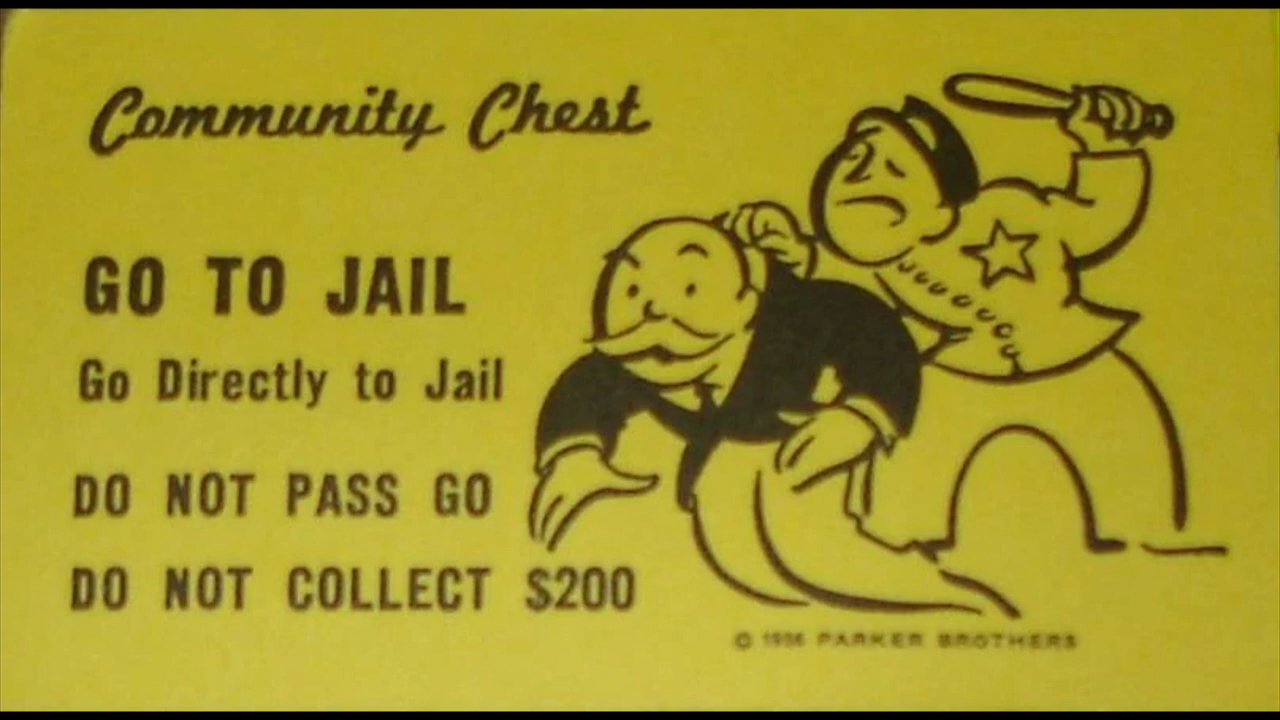 Community Chest
GO TO JAIL
Go Directly to Jail
DO NOT PASS GO
DO NOT COLLECT $200
© PARKER BROTHERS